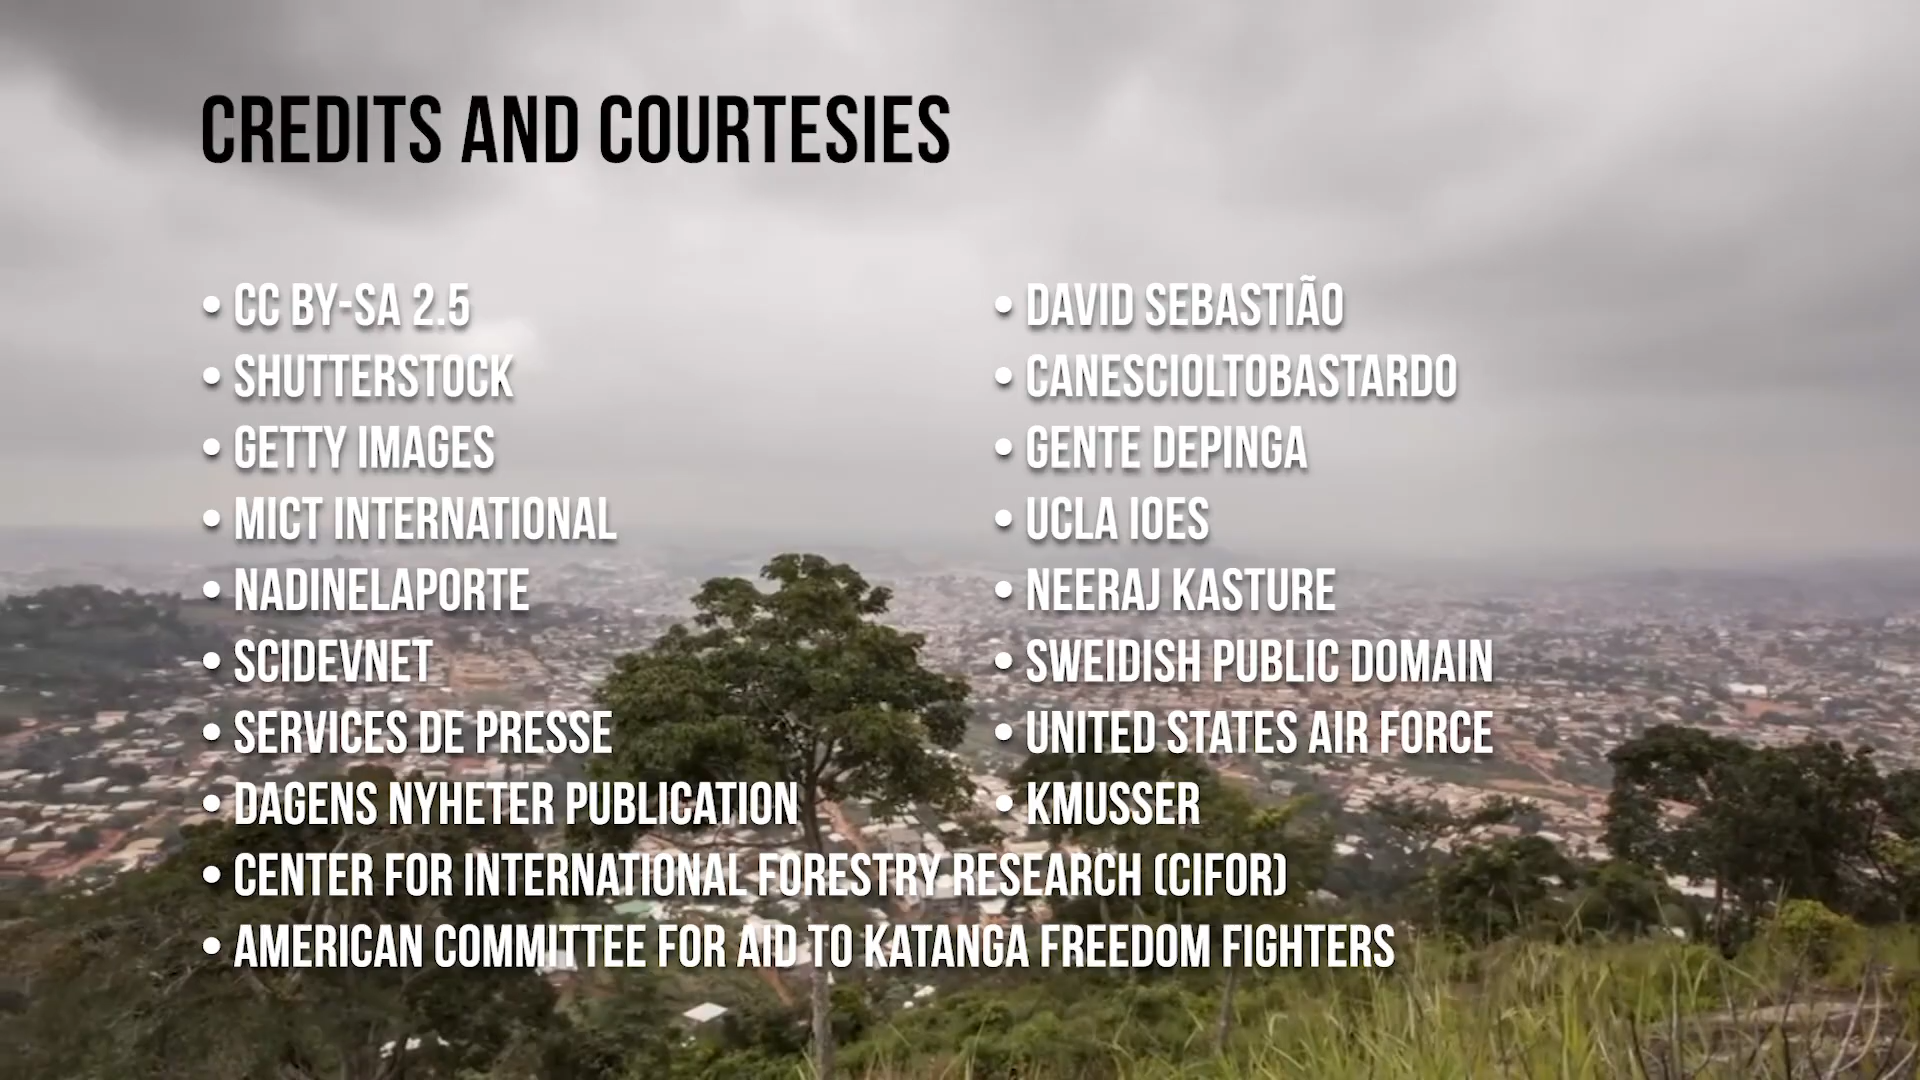 CREDITS AND COURTESIES
• CC BY-SA 2.5
• SHUTTERSTOCK
• GETTY IMAGES
• MICT INTERNATIONAL
• NADINELAPORTE
• SCIDEVNET
• SERVICES DE PRESSE
• DAGENS NYHETER PUBLICATION
• CENTER FOR INTERNATIONAL FORESTRY RESEARCH (CIFOR)
• AMERICAN COMMITTEE FOR AID TO KATANGA FREEDOM FIGHTERS
• DAVID SEBASTIÃO
• CANESCIOLTOBASTARDO
• GENTE DEPINGA
• UCLA IOES
• NEERAJ KASTURE
• SWEIDISH PUBLIC DOMAIN
• UNITED STATES AIR FORCE
• KMUSSER